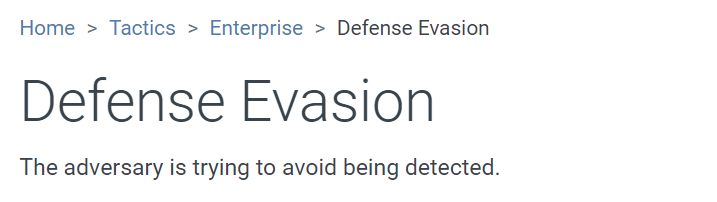 Home > Tactics > Enterprise > Defense Evasion
Defense Evasion
The adversary is trying to avoid being detected.